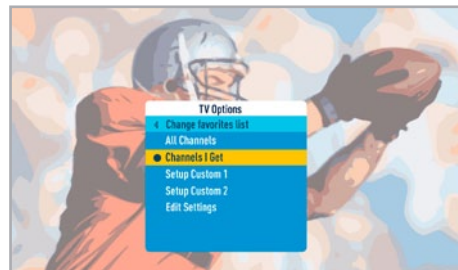 TV Options
Change favorites list
All Channels
Channels I Get
Setup Custom 1
Setup Custom 2
Edit Settings